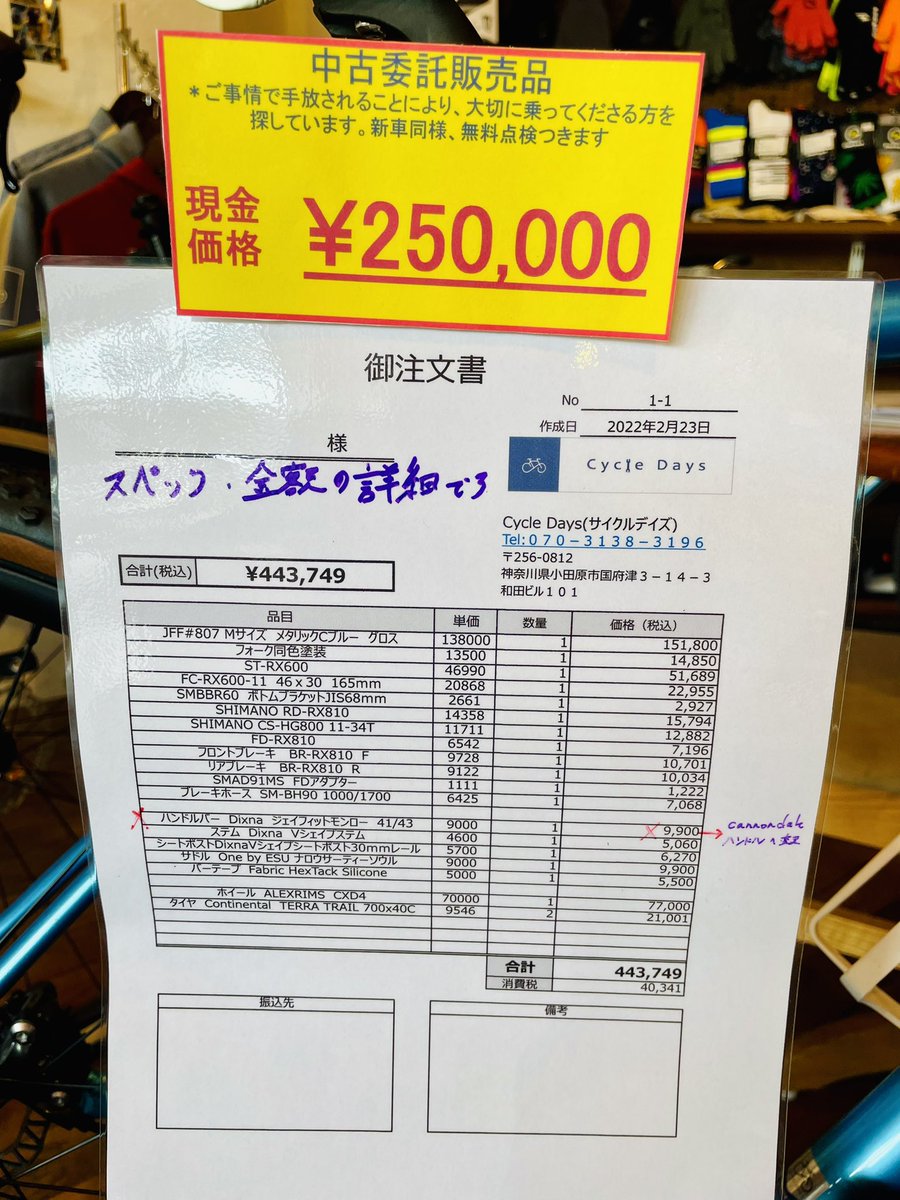 中古委託販売品
*ご事情で手放されることにより、大切に乗ってくださる方を
探しています。新車同様、無料点検つきます
現金
価格 ¥250,000
御注文書
No 1-1
作成日 2022年2月23日
様
スペック・金額の詳細です
Cycle Days
Cycle Days(サイクルデイズ)
Tel:070-3138-3196
〒256-0812
神奈川県小田原市国府津3-14-3
和田ビル101
合計(税込) ¥443,749
品目 単価 数量 価格（税込）
JFF#807 Mサイズ メタリックCブルー グロス 138000 1 151,800
フォーク同色塗装 13500 1 14,850
ST-RX600 46990 1 51,689
FC-RX600-11 46ｘ30 165mm 20868 1 22,955
SMBBR60 ボトムブラケットJIS68mm 2661 1 2,927
SHIMANO RD-RX810 14358 1 15,794
SHIMANO CS-HG800 11-34T 11711 1 12,882
FD-RX810 6542 1 7,196
フロントブレーキ BR-RX810 F 9728 1 10,701
リアブレーキ BR-RX810 R 9122 1 10,034
SMAD91MS FDアダプター 1111 1 1,222
ブレーキホース SM-BH90 1000/1700 6425 1 7,068
ハンドルバー Dixna ジェイフィットモンロー 41/43 9000 1 9,900 → cannondale
ハンドルへ変更
ステム Dixna Vシェイプステム 4600 1 5,060
シートポストDixnaVシェイプシートポスト30mmレール 5700 1 6,270
サドル One by ESU ナロウサーティーソウル 9000 1 9,900
バーテープ Fabric HexTack Silicone 5000 1 5,500
ホイール ALEXRIMS CXD4 70000 1 77,000
タイヤ Continental TERRA TRAIL 700x40C 9546 2 21,001
合計 443,749
消費税 40,341
振込先 備考